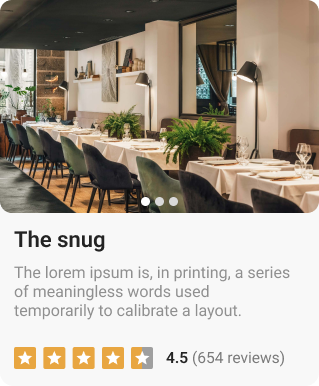 The snug
The lorem ipsum is, in printing, a series
of meaningless words used
temporarily to calibrate a layout.
4.5 (654 reviews)